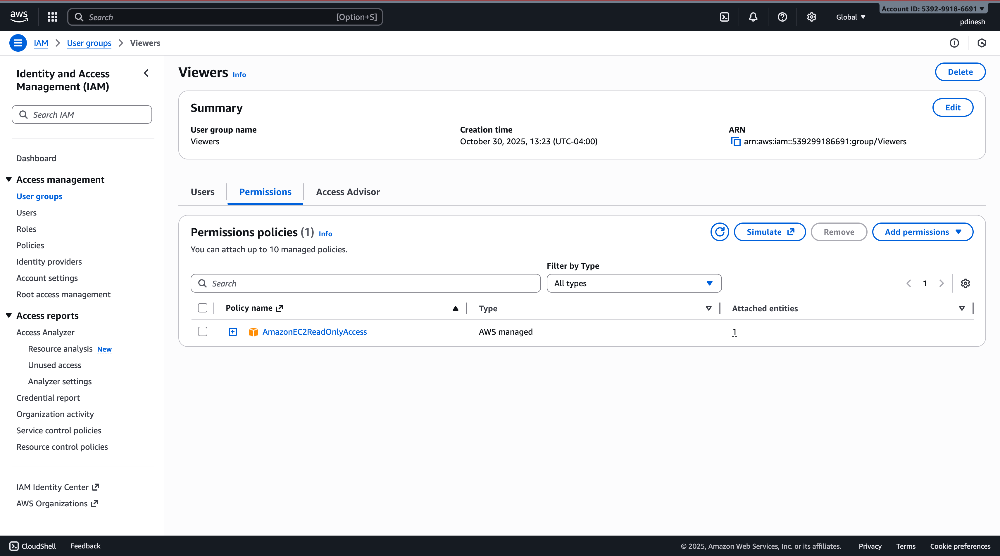 aws
Search
[Option+S]
Global
Account ID: 5392-9918-6691
pdinesh
IAM
User groups
Viewers
Identity and Access
Management (IAM)
Search IAM
Dashboard
Access management
User groups
Users
Roles
Policies
Identity providers
Account settings
Root access management
Access reports
Access Analyzer
Resource analysis New
Unused access
Analyzer settings
Credential report
Organization activity
Service control policies
Resource control policies
IAM Identity Center
AWS Organizations
Viewers Info
Delete
Summary
Edit
User group name
Viewers
Creation time
October 30, 2025, 13:23 (UTC-04:00)
ARN
arn:aws:iam::539299186691:group/Viewers
Users
Permissions
Access Advisor
Permissions policies (1) Info
Simulate
Remove
Add permissions
You can attach up to 10 managed policies.
Filter by Type
Search
All types
1
Policy name
Type
Attached entities
AmazonEC2ReadOnlyAccess
AWS managed
1
CloudShell
Feedback
© 2025, Amazon Web Services, Inc. or its affiliates.
Privacy
Terms
Cookie preferences